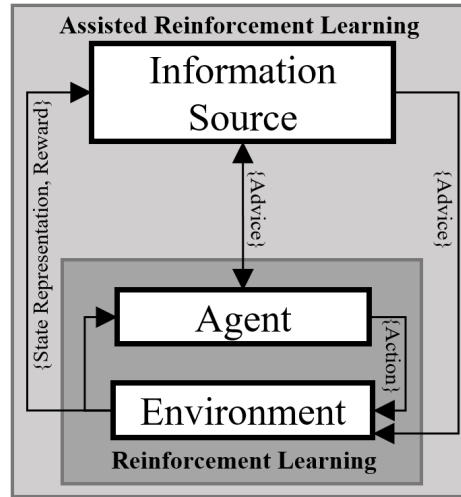 Assisted Reinforcement Learning
Information
Source
{State Representation, Reward}
{Advice}
{Advice}
Agent
{Action}
Environment
Reinforcement Learning